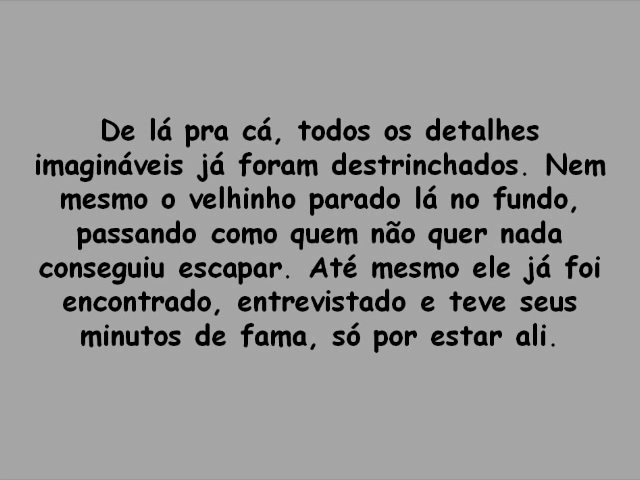 De lá pra cá, todos os detalhes
imagináveis já foram destrinchados. Nem
mesmo o velhinho parado lá no fundo,
passando como quem não quer nada
conseguiu escapar. Até mesmo ele já foi
encontrado, entrevistado e teve seus
minutos de fama, só por estar ali.